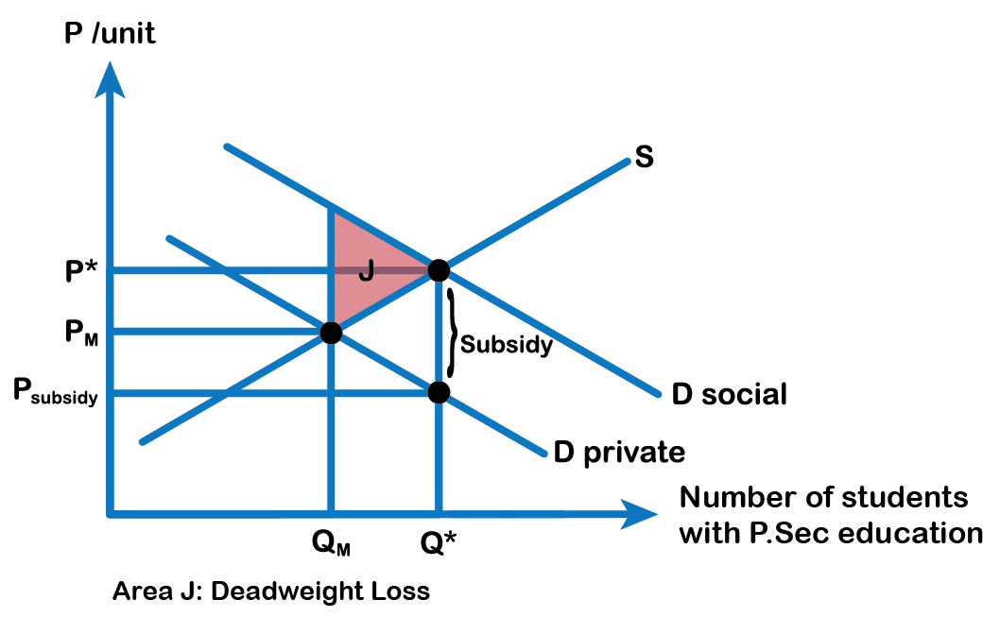 P /unit
S
P*
J
PM
Subsidy
Psubsidy
D social
D private
Number of students
with P.Sec education
QM
Q*
Area J: Deadweight Loss